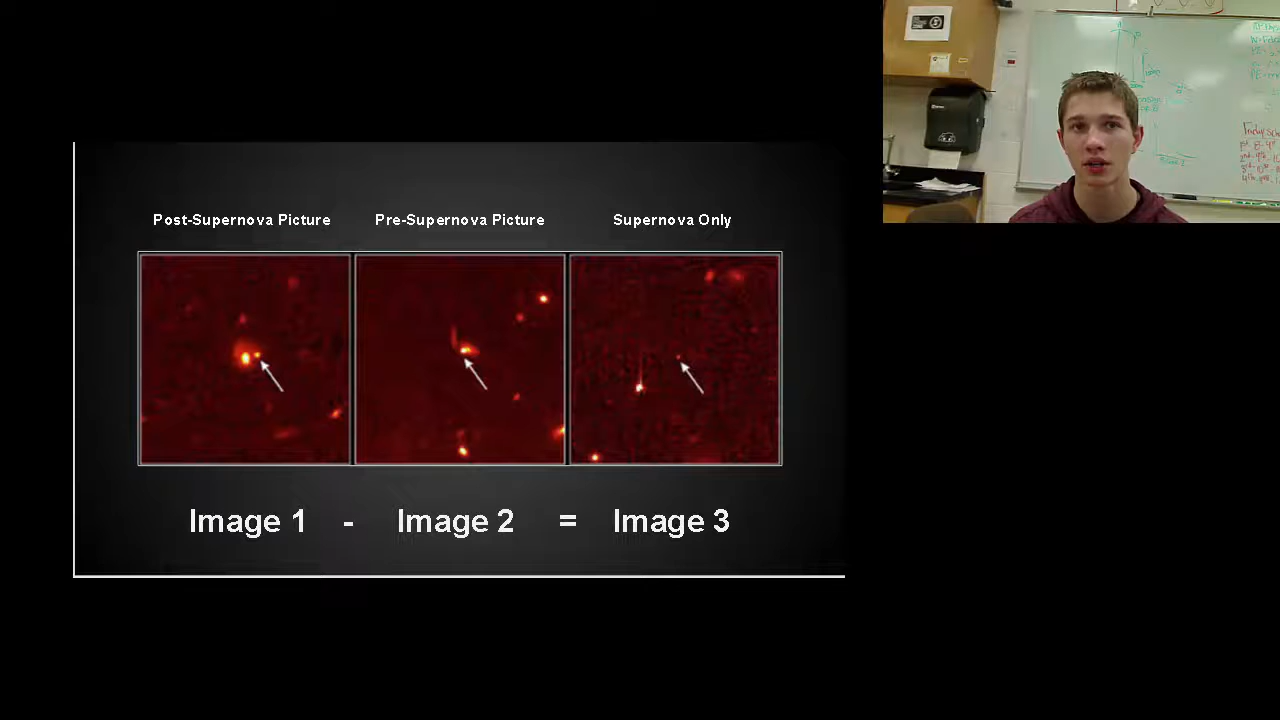 Post-Supernova Picture
Pre-Supernova Picture
Supernova Only
Image 1 - Image 2 = Image 3